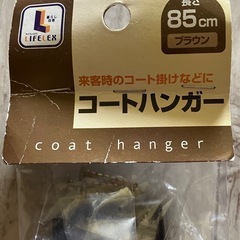 長さ
85cm
ブラウン
LIFELEX
来客時のコート掛けなどに
コートハンガー
coat hanger